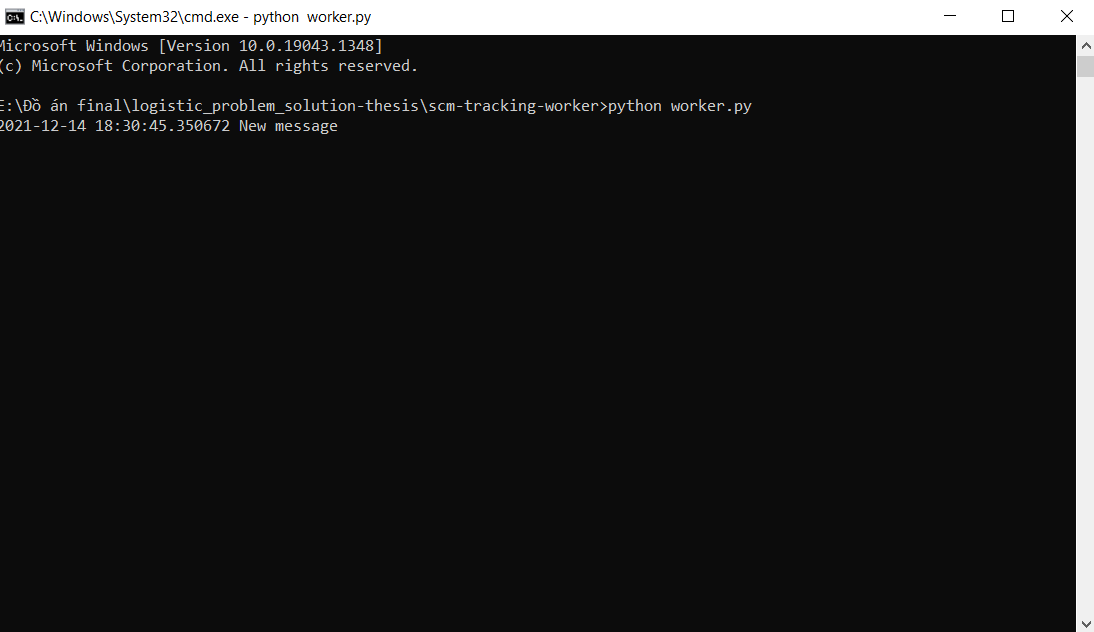 C:\Windows\System32\cmd.exe - python  worker.py
Microsoft Windows [Version 10.0.19043.1348]
(c) Microsoft Corporation. All rights reserved.
E:\Đồ án final\logistic_problem_solution-thesis\scm-tracking-worker>python worker.py
2021-12-14 18:30:45.350672 New message